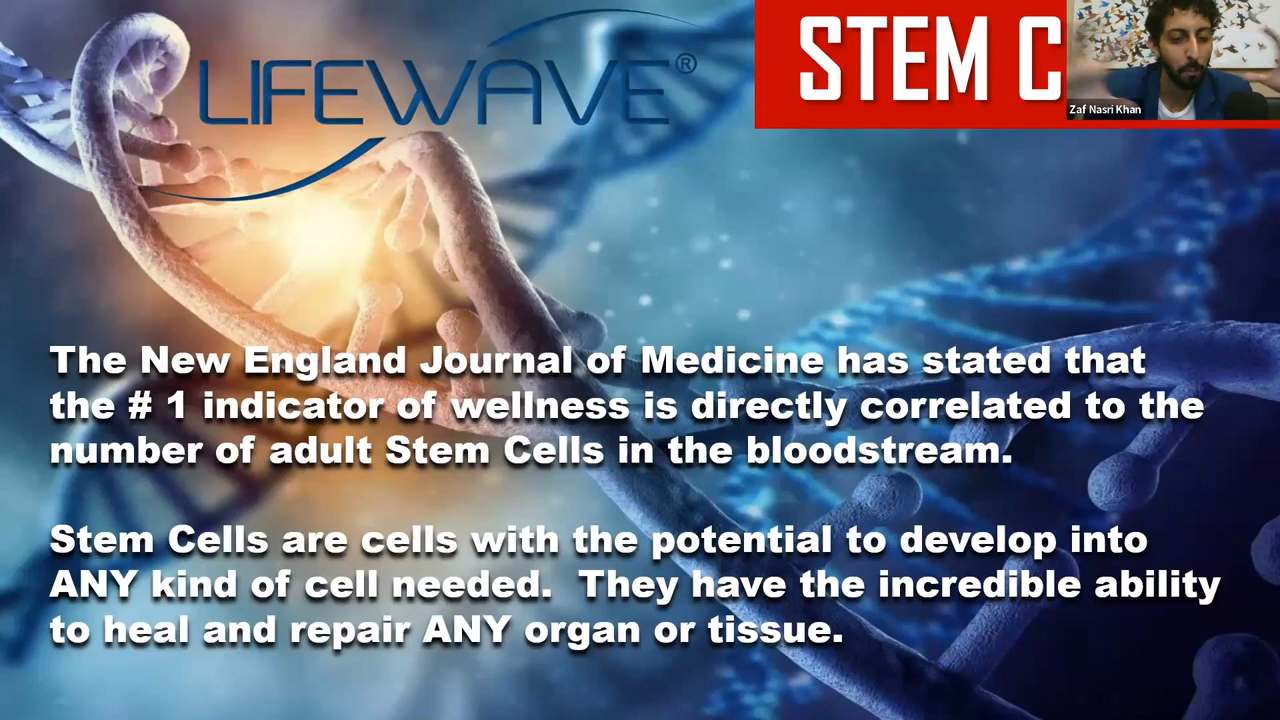 LIFEWAVE®
STEM C
Zaf Nasri Khan
The New England Journal of Medicine has stated that
the # 1 indicator of wellness is directly correlated to the
number of adult Stem Cells in the bloodstream.
Stem Cells are cells with the potential to develop into
ANY kind of cell needed. They have the incredible ability
to heal and repair ANY organ or tissue.